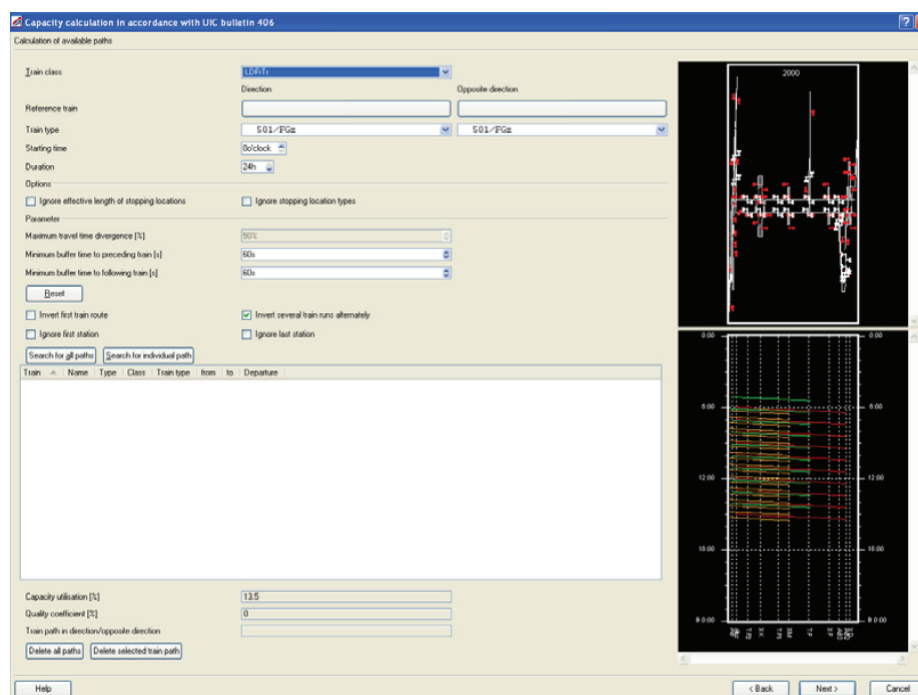 Capacity calculation in accordance with UIC bulletin 406
Calculation of available paths
Train class LDFrTr
Direction Opposite direction
Reference train
Train type 501/FGz 501/FGz
Starting time 0o'clock
Duration 24h
Options
Ignore effective length of stopping locations Ignore stopping location types
Parameter
Maximum travel time divergence [%] 50%
Minimum buffer time to preceding train [s] 60s
Minimum buffer time to following train [s] 60s
Reset
Invert first train route Invert several train runs alternately
Ignore first station Ignore last station
Search for all paths Search for individual path
Train Name Type Class Train type from to Departure
Capacity utilisation [%] 13.5
Quality coefficient [%] 0
Train path in direction/opposite direction
Delete all paths Delete selected train path
Help < Back Next > Cancel
2000
0:00 0:00
6:00 6:00
12:00 12:00
18:00 18:00